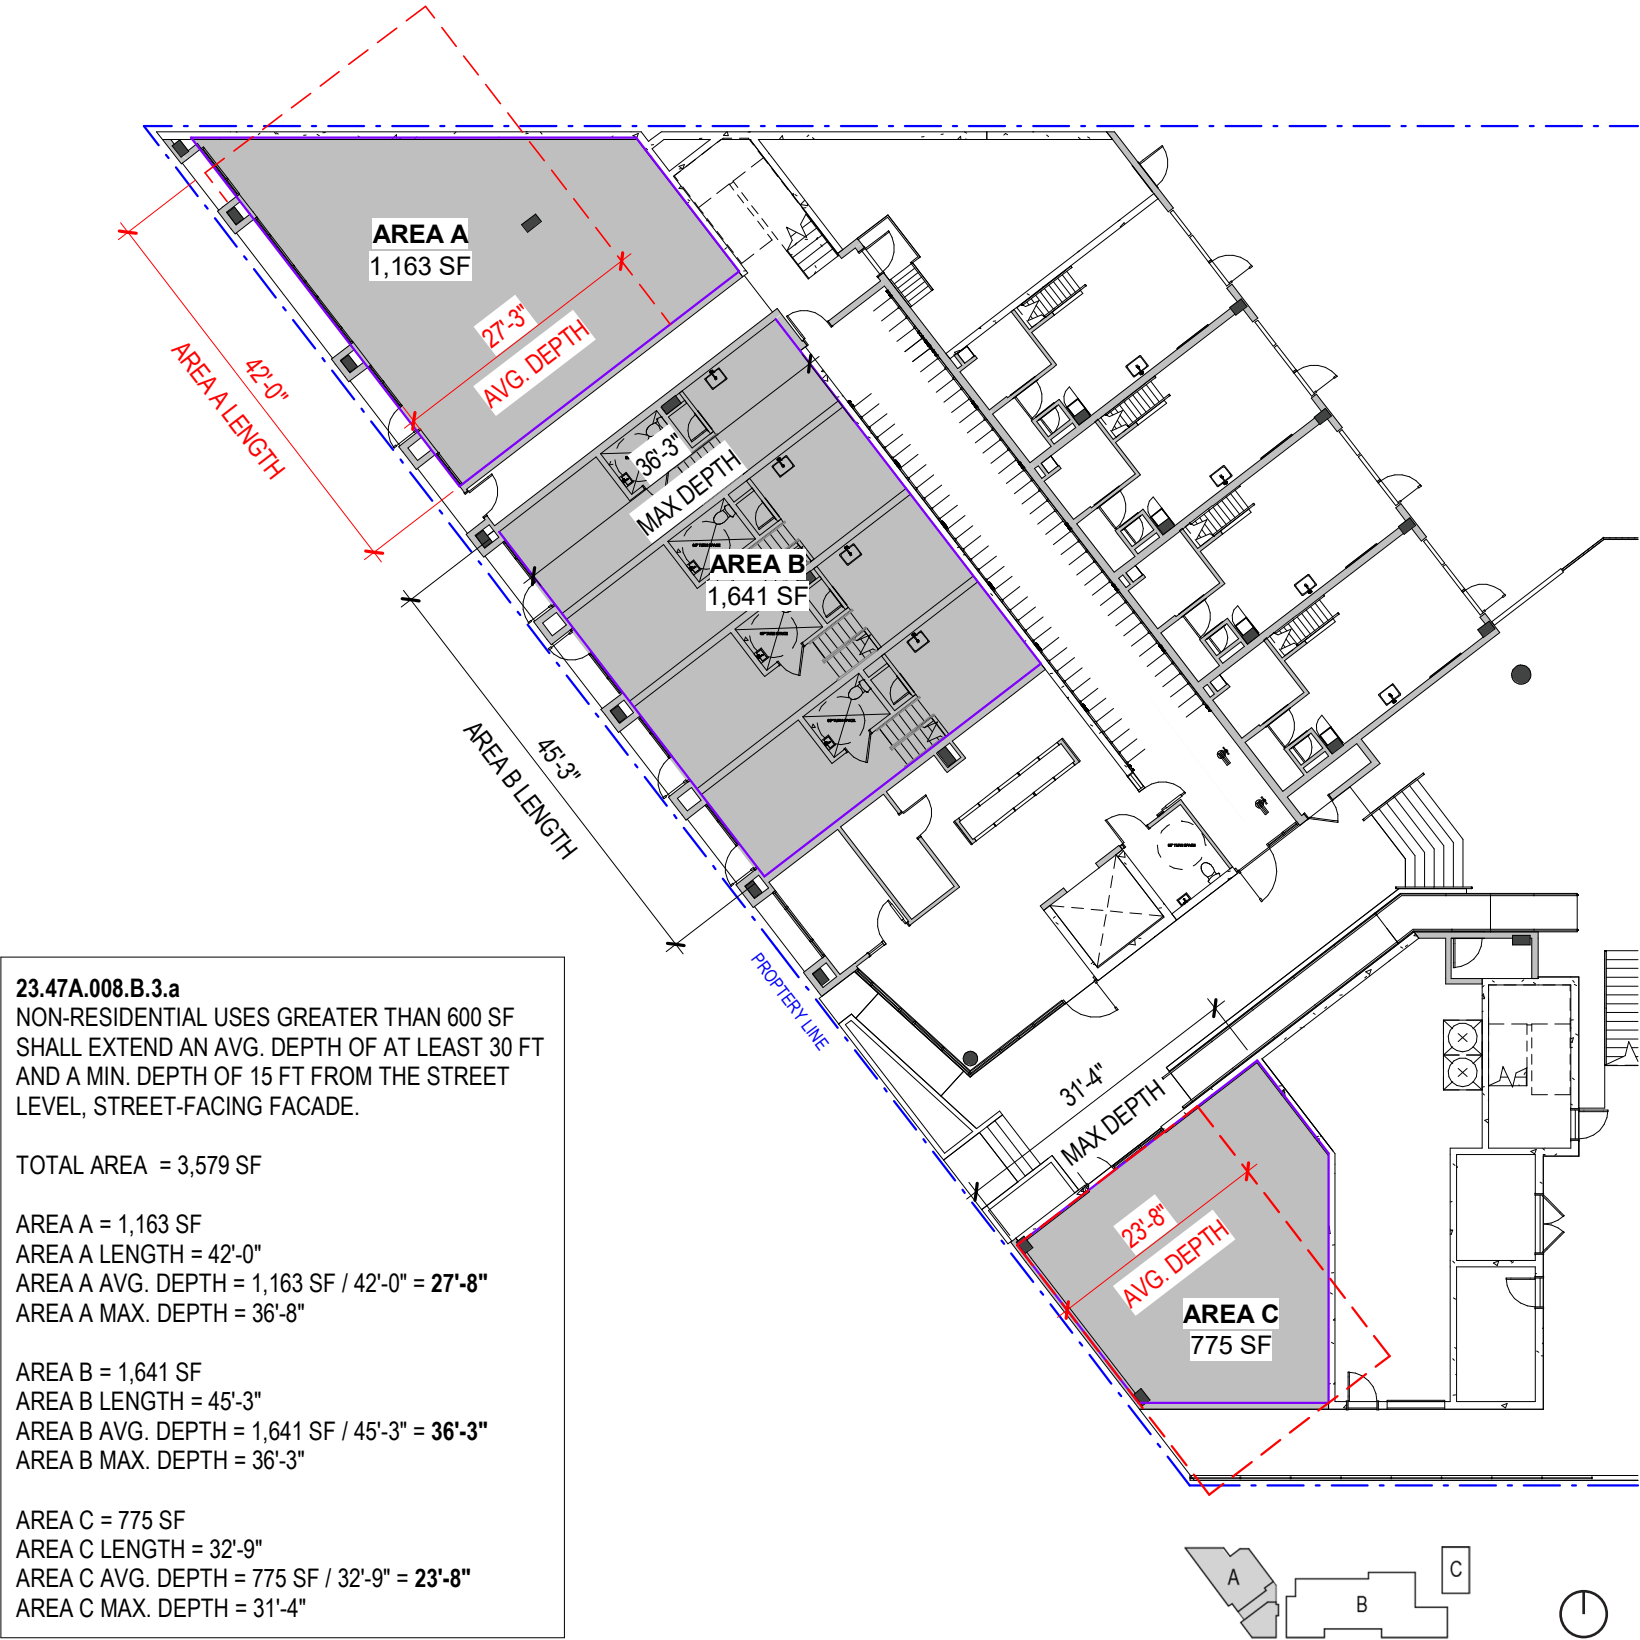 AREA A
1,163 SF
27'-3"
AVG. DEPTH
42'-0"
AREA A LENGTH
36'-3"
MAX DEPTH
AREA B
1,641 SF
45'-3"
AREA B LENGTH
PROPTERY LINE
31'-4"
MAX DEPTH
23'-8"
AVG. DEPTH
AREA C
775 SF
23.47A.008.B.3.a
NON-RESIDENTIAL USES GREATER THAN 600 SF
SHALL EXTEND AN AVG. DEPTH OF AT LEAST 30 FT
AND A MIN. DEPTH OF 15 FT FROM THE STREET
LEVEL, STREET-FACING FACADE.
TOTAL AREA = 3,579 SF
AREA A = 1,163 SF
AREA A LENGTH = 42'-0"
AREA A AVG. DEPTH = 1,163 SF / 42'-0" = 27'-8"
AREA A MAX. DEPTH = 36'-8"
AREA B = 1,641 SF
AREA B LENGTH = 45'-3"
AREA B AVG. DEPTH = 1,641 SF / 45'-3" = 36'-3"
AREA B MAX. DEPTH = 36'-3"
AREA C = 775 SF
AREA C LENGTH = 32'-9"
AREA C AVG. DEPTH = 775 SF / 32'-9" = 23'-8"
AREA C MAX. DEPTH = 31'-4"
A
B
C